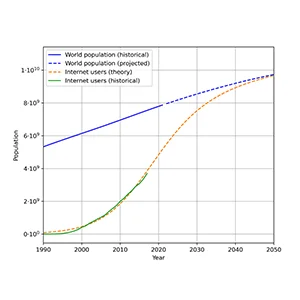 World population (historical)
World population (projected)
Internet users (theory)
Internet users (historical)
1·10¹⁰
8·10⁹
6·10⁹
4·10⁹
2·10⁹
0·10⁰
Population
1990 2000 2010 2020 2030 2040 2050
Year